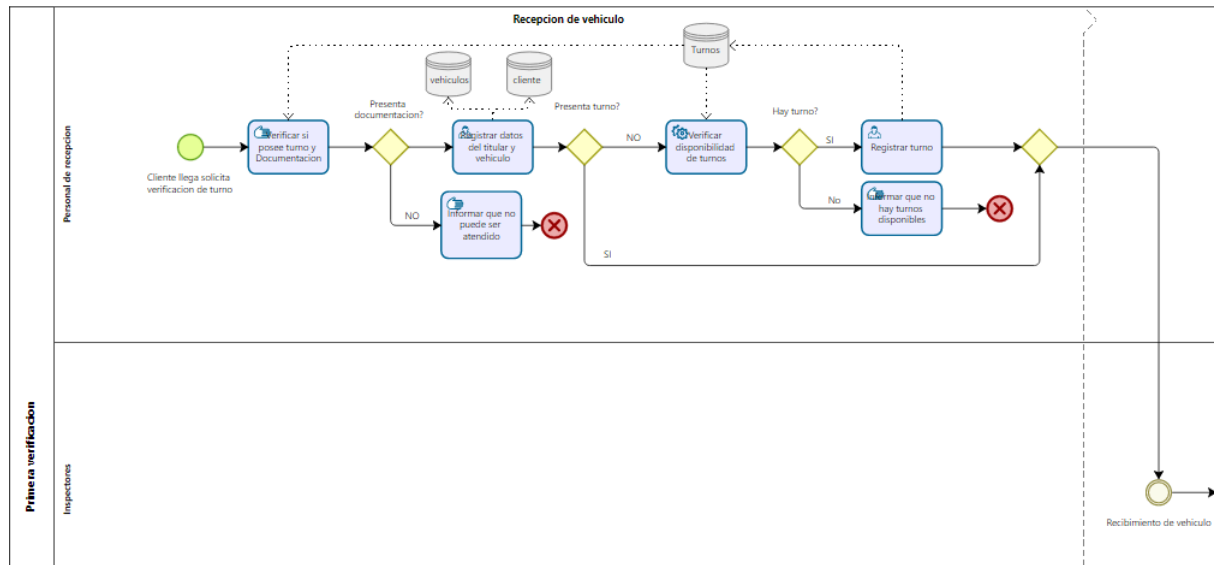 Recepcion de vehiculo
Turnos
vehiculos
cliente
Presenta
documentacion?
Presenta turno?
Hay turno?
Verificar si
posee turno y
Documentacion
Registrar datos
del titular y
vehiculo
NO
Verificar
disponibilidad
de turnos
SI
Registrar turno
Cliente llega solicita
verificacion de turno
NO
Informar que no
puede ser
atendido
No
Informar que no
hay turnos
disponibles
SI
Personal de recepcion
Primera verificacion
Inspectores
Recibimiento de vehiculo